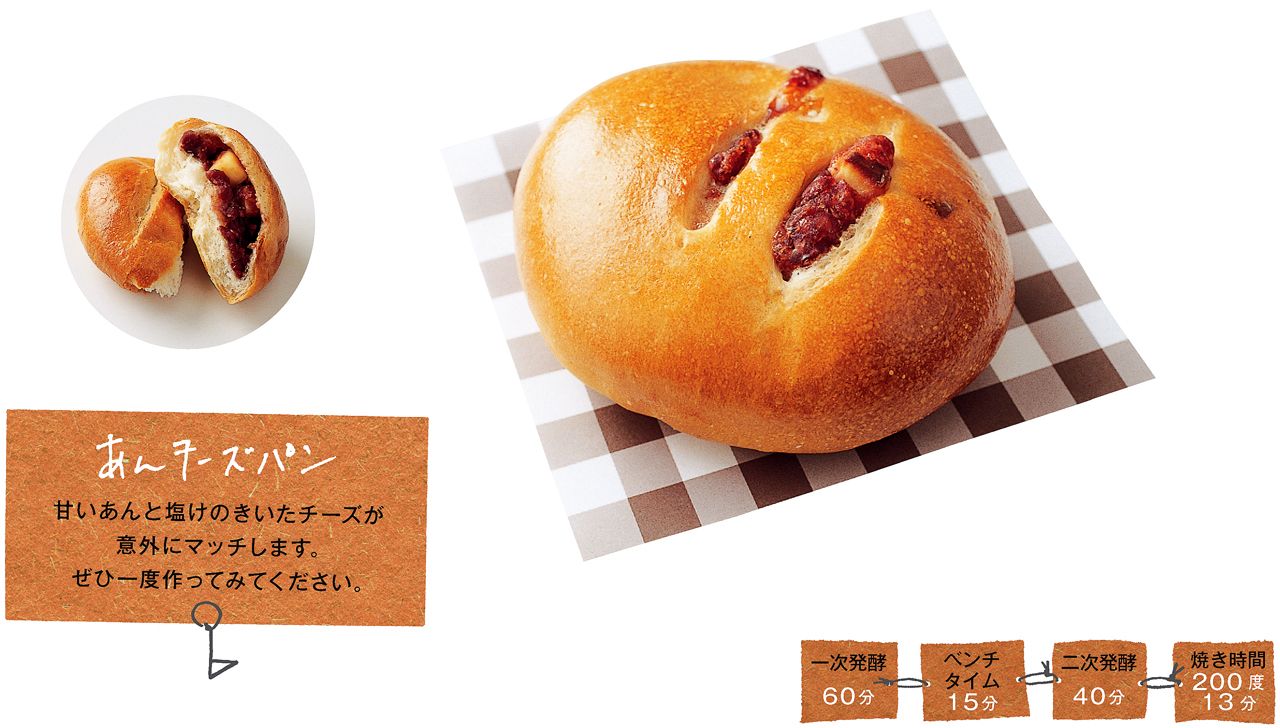 あんチーズパン
甘いあんと塩けのきいたチーズが
意外にマッチします。
ぜひ一度作ってみてください。
一次発酵
60分
ベンチ
タイム
15分
二次発酵
40分
焼き時間
200度
13分